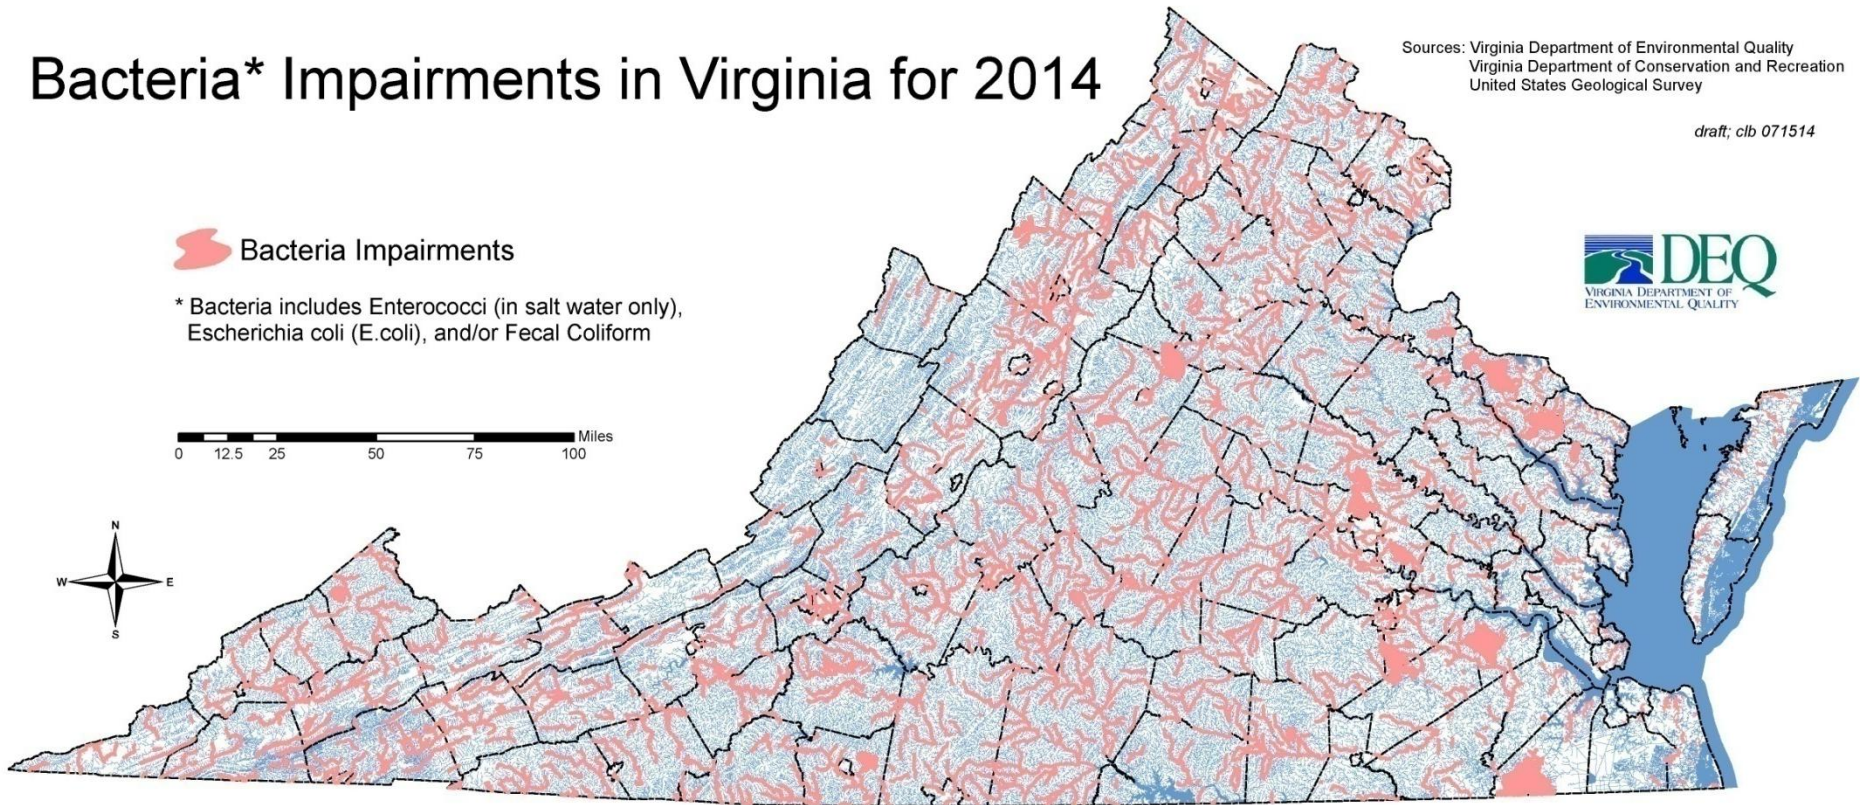 Bacteria* Impairments in Virginia for 2014
Sources: Virginia Department of Environmental Quality
Virginia Department of Conservation and Recreation
United States Geological Survey
draft; clb 071514
Bacteria Impairments
* Bacteria includes Enterococci (in salt water only),
Escherichia coli (E.coli), and/or Fecal Coliform
DEQ
VIRGINIA DEPARTMENT OF
ENVIRONMENTAL QUALITY
Miles
0 12.5 25 50 75 100
N
W E
S